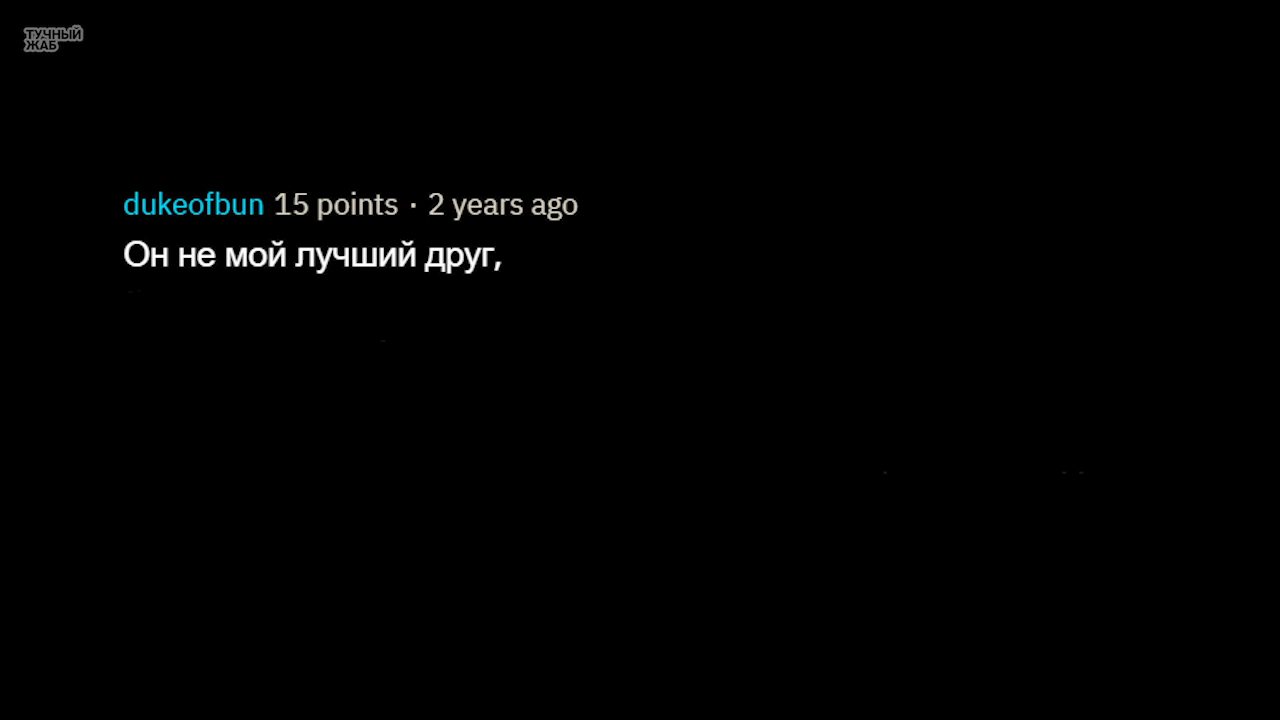 ТУЧНЫЙ
ЖАБ
dukeofbun 15 points · 2 years ago
Он не мой лучший друг,